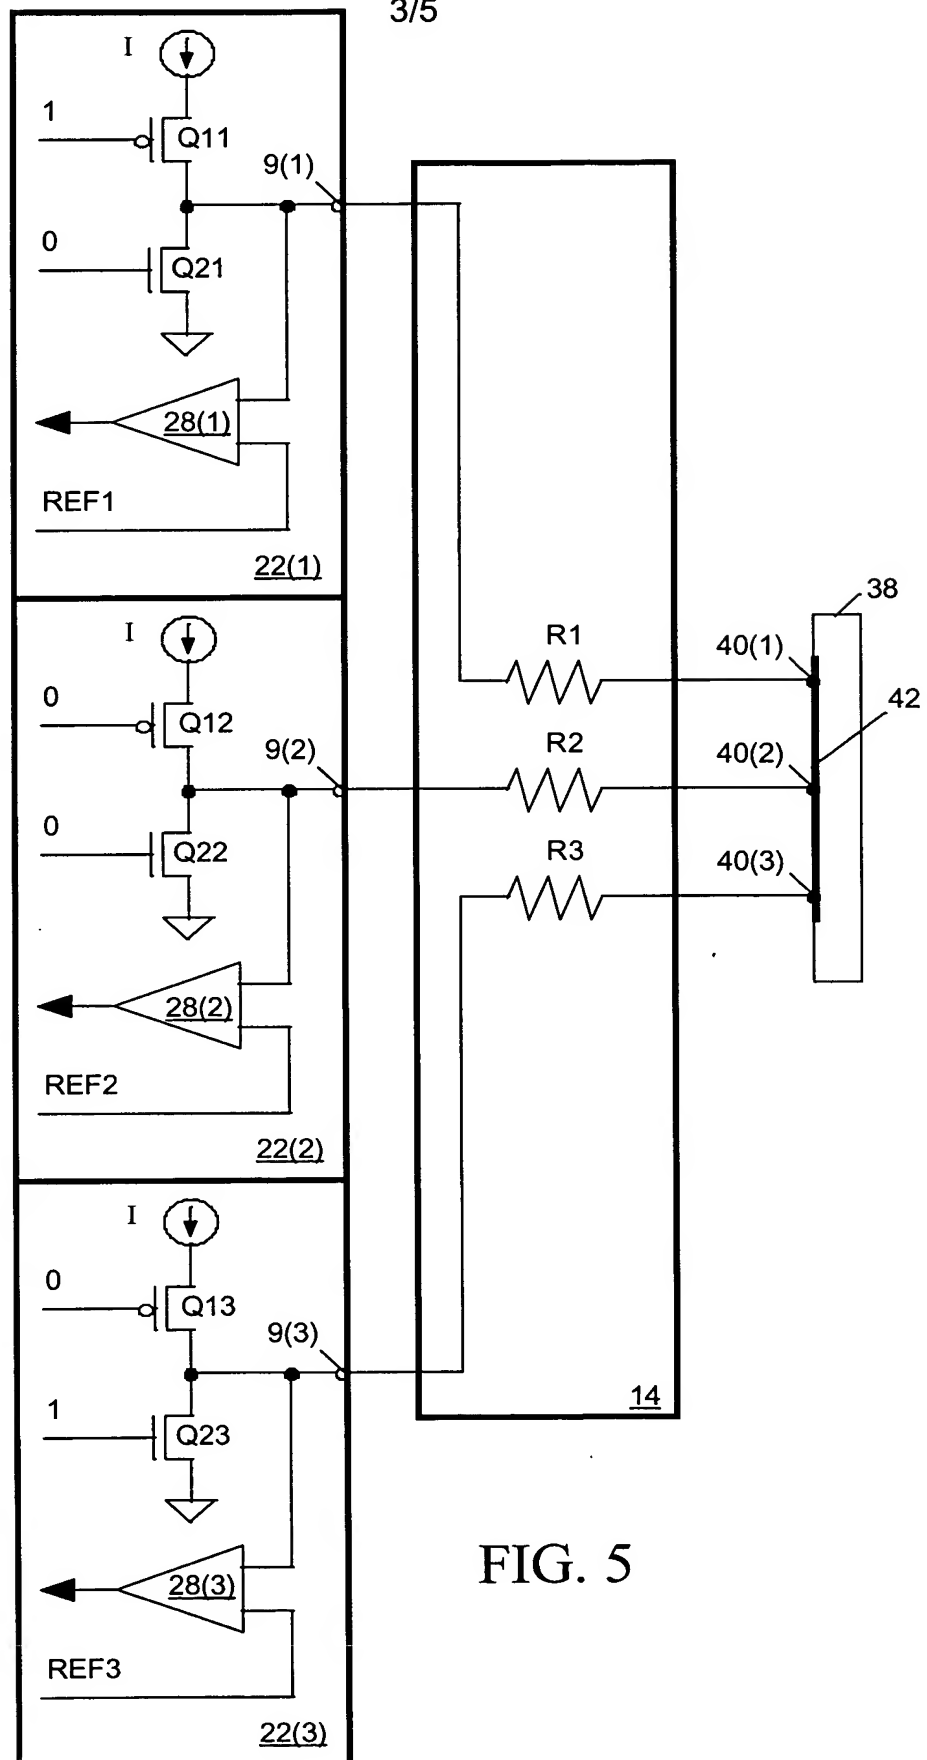 3/5
I
1
Q11
9(1)
0
Q21
28(1)
REF1
22(1)
I
0
Q12
9(2)
0
Q22
28(2)
REF2
22(2)
I
0
Q13
9(3)
1
Q23
28(3)
REF3
22(3)
R1
R2
R3
14
40(1)
40(2)
40(3)
38
42
FIG. 5